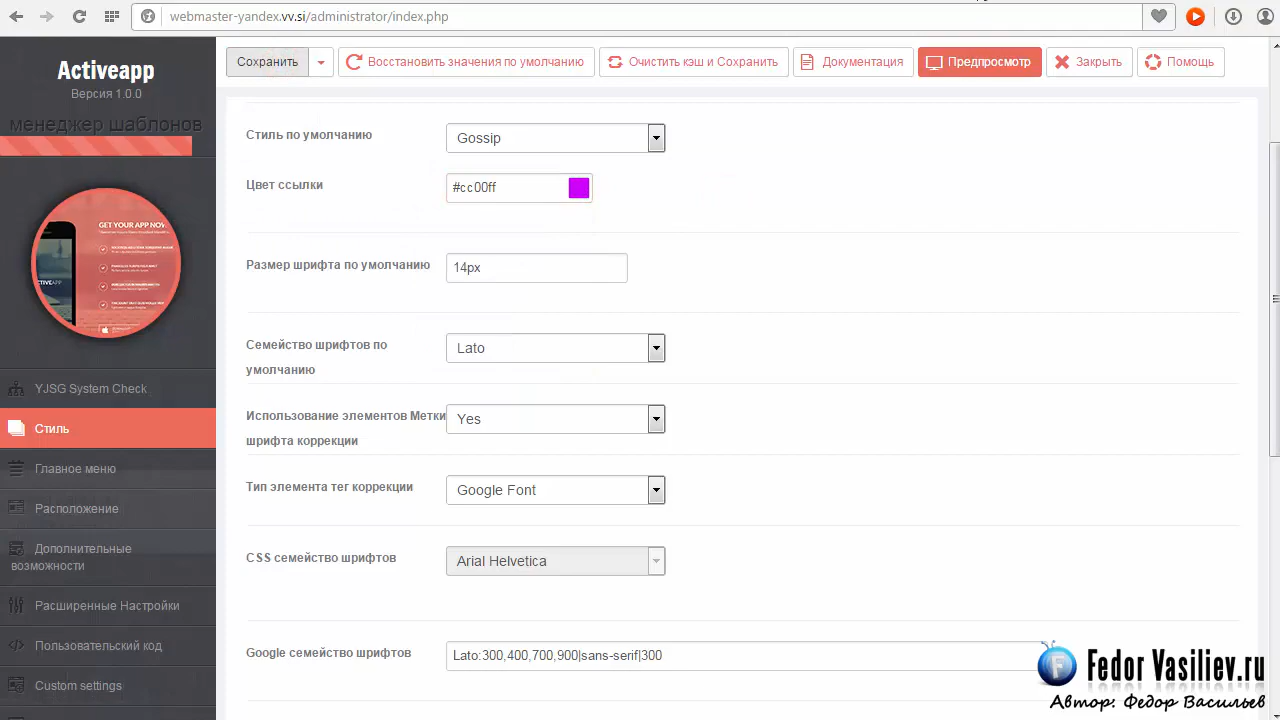 webmaster-yandex.vv.si/administrator/index.php
Activeapp
Версия 1.0.0
менеджер шаблонов
GET YOUR APP NOW
YJSG System Check
Стиль
Главное меню
Расположение
Дополнительные
возможности
Расширенные Настройки
Пользовательский код
Custom settings
Сохранить
Восстановить значения по умолчанию
Очистить кэш и Сохранить
Документация
Предпросмотр
Закрыть
Помощь
Стиль по умолчанию
Gossip
Цвет ссылки
#cc00ff
Размер шрифта по умолчанию
14px
Семейство шрифтов по
умолчанию
Lato
Использование элементов Метки
шрифта коррекции
Yes
Тип элемента тег коррекции
Google Font
CSS семейство шрифтов
Arial Helvetica
Google семейство шрифтов
Lato:300,400,700,900|sans-serif|300
Fedor Vasiliev.ru
Автор: Федор Васильев